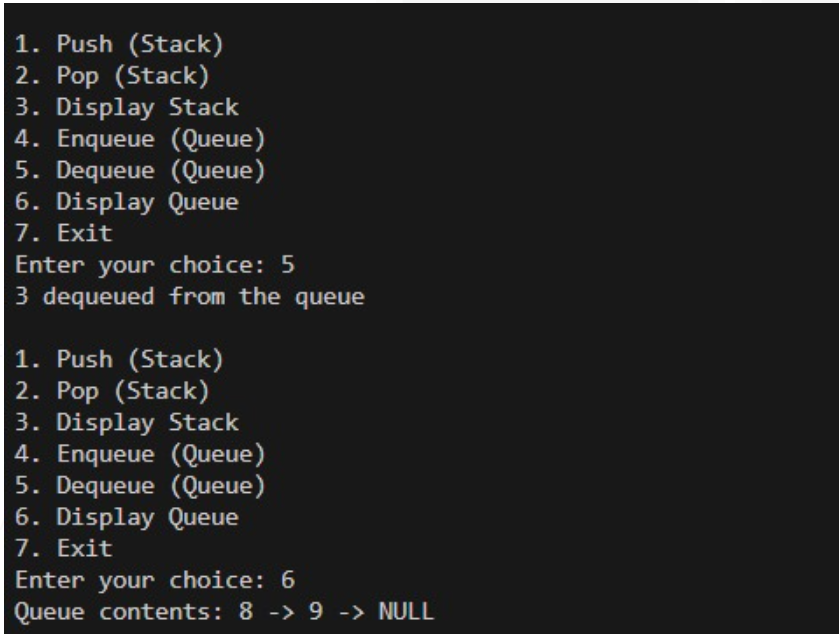 1. Push (Stack)
2. Pop (Stack)
3. Display Stack
4. Enqueue (Queue)
5. Dequeue (Queue)
6. Display Queue
7. Exit
Enter your choice: 5
3 dequeued from the queue
1. Push (Stack)
2. Pop (Stack)
3. Display Stack
4. Enqueue (Queue)
5. Dequeue (Queue)
6. Display Queue
7. Exit
Enter your choice: 6
Queue contents: 8 -> 9 -> NULL